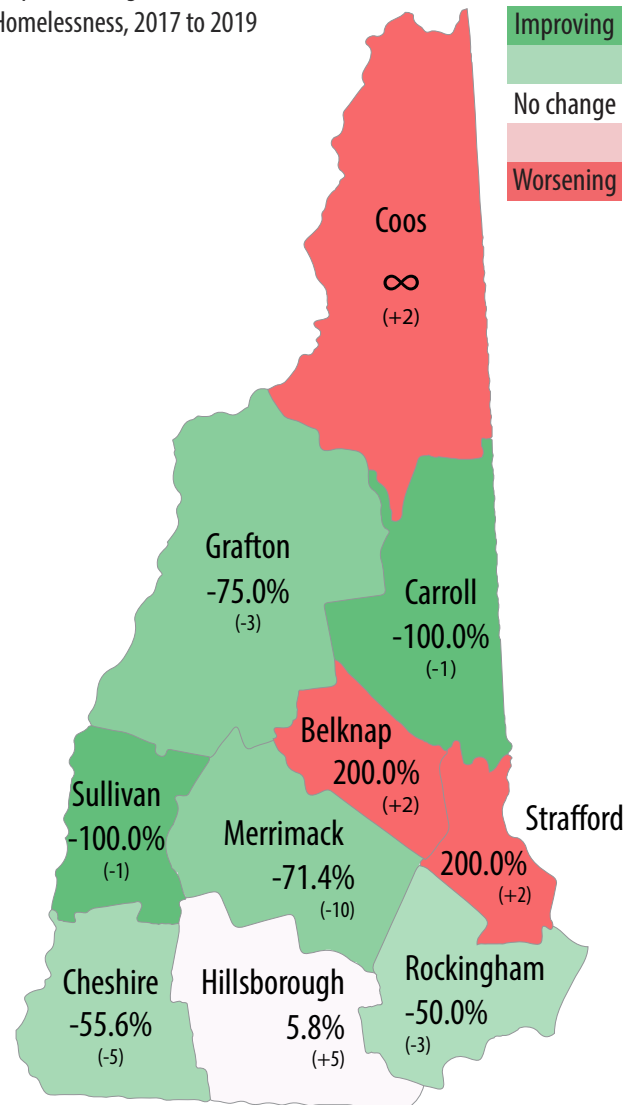 Homelessness, 2017 to 2019
Improving
No change
Worsening
Coos
∞
(+2)
Grafton
-75.0%
(-3)
Carroll
-100.0%
(-1)
Belknap
200.0%
(+2)
Sullivan
-100.0%
(-1)
Merrimack
-71.4%
(-10)
Strafford
200.0%
(+2)
Cheshire
-55.6%
(-5)
Hillsborough
5.8%
(+5)
Rockingham
-50.0%
(-3)